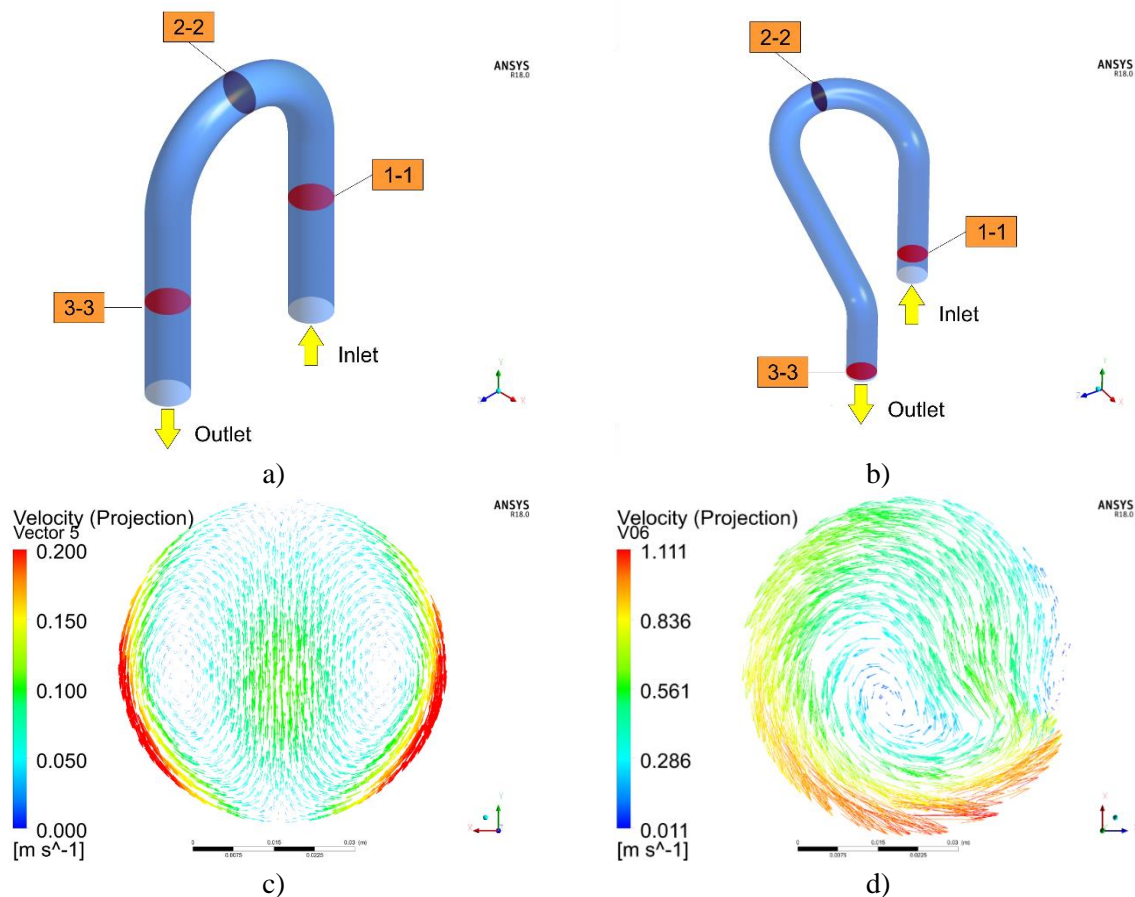 2-2
ANSYS
R18.0
1-1
3-3
Inlet
Outlet
a)
2-2
ANSYS
R18.0
1-1
Inlet
3-3
Outlet
b)
Velocity (Projection)
Vector 5
0.200
0.150
0.100
0.050
0.000
[m s^-1]
ANSYS
R18.0
0 0.015 0.03 (m)
0.0075 0.0225
c)
Velocity (Projection)
V06
1.111
0.836
0.561
0.286
0.011
[m s^-1]
ANSYS
R18.0
0 0.015 0.03 (m)
0.0225
d)